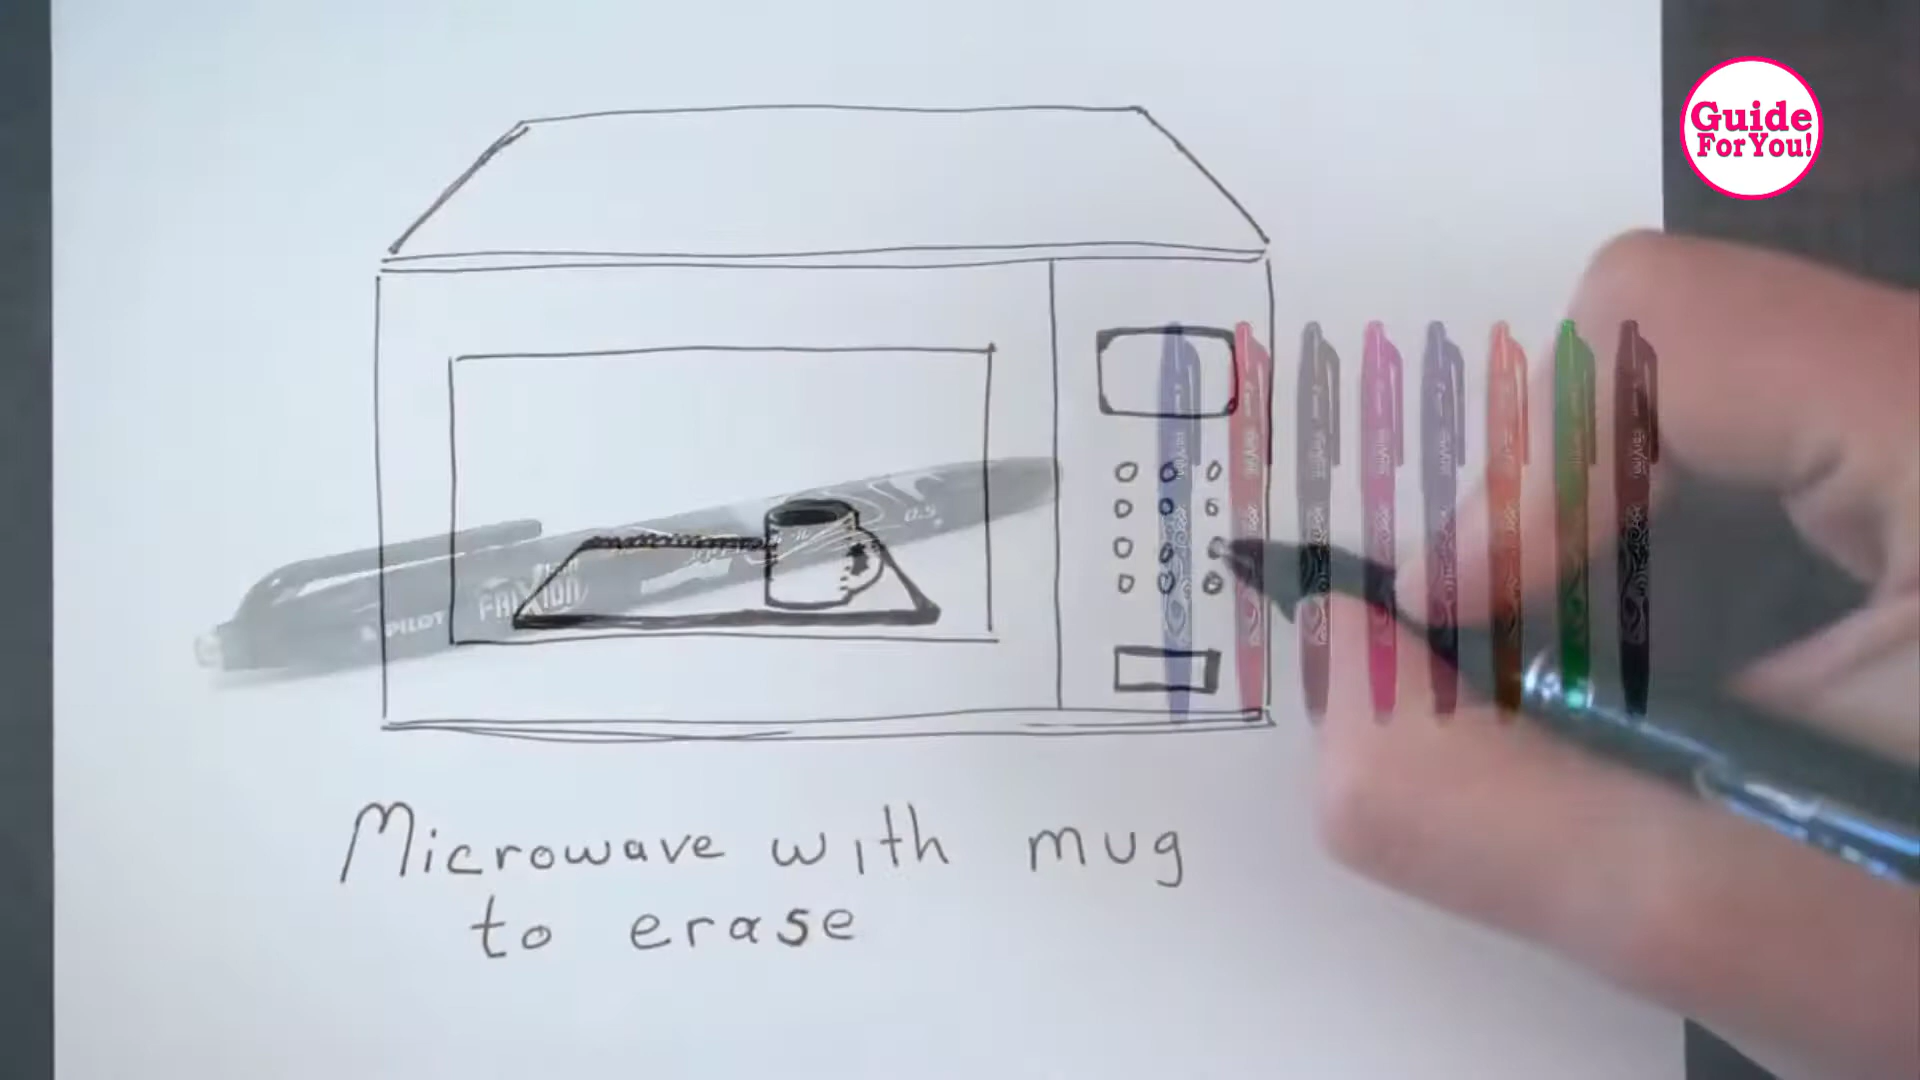 Guide
For You!
PILOT
FRIXION
0.5
Microwave with mug
to erase